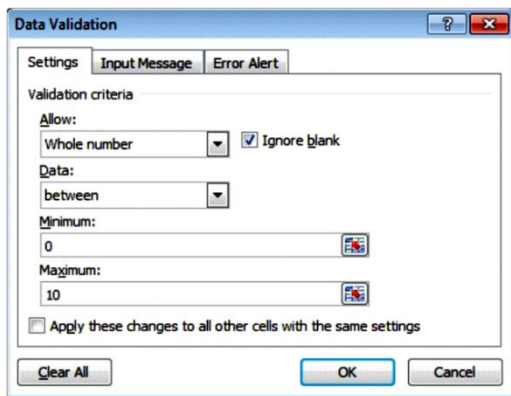 Data Validation
Settings Input Message Error Alert
Validation criteria
Allow:
Whole number Ignore blank
Data:
between
Minimum:
0
Maximum:
10
Apply these changes to all other cells with the same settings
Clear All OK Cancel